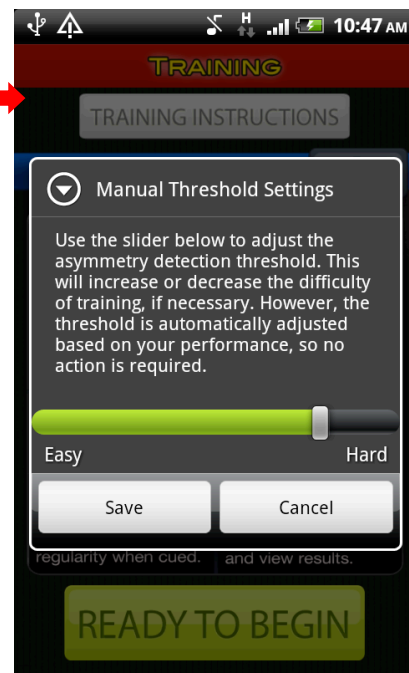 H
10:47 AM
TRAINING
TRAINING INSTRUCTIONS
Manual Threshold Settings
Use the slider below to adjust the
asymmetry detection threshold. This
will increase or decrease the difficulty
of training, if necessary. However, the
threshold is automatically adjusted
based on your performance, so no
action is required.
Easy Hard
Save Cancel
regularity when cued. and view results.
READY TO BEGIN